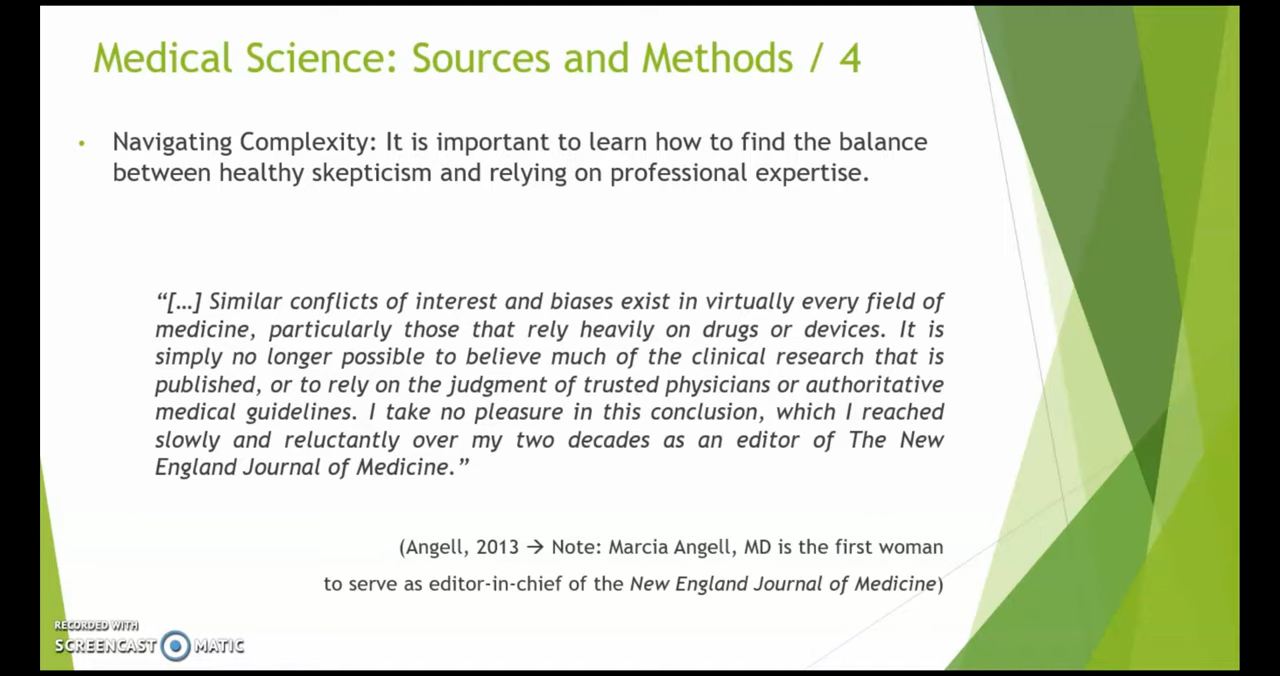 Medical Science: Sources and Methods / 4
• Navigating Complexity: It is important to learn how to find the balance
between healthy skepticism and relying on professional expertise.
“[…] Similar conflicts of interest and biases exist in virtually every field of
medicine, particularly those that rely heavily on drugs or devices. It is
simply no longer possible to believe much of the clinical research that is
published, or to rely on the judgment of trusted physicians or authoritative
medical guidelines. I take no pleasure in this conclusion, which I reached
slowly and reluctantly over my two decades as an editor of The New
England Journal of Medicine.”
(Angell, 2013 → Note: Marcia Angell, MD is the first woman
to serve as editor-in-chief of the New England Journal of Medicine)
RECORDED WITH
SCREENCAST MATIC